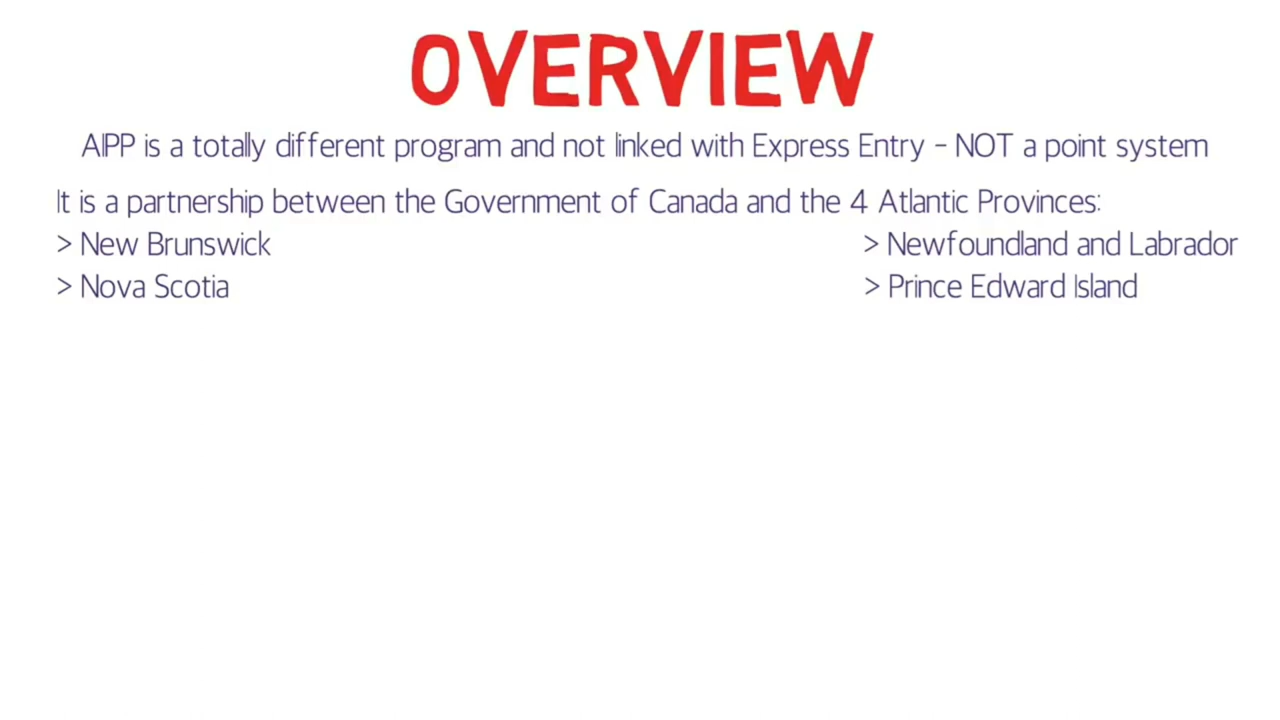 OVERVIEW
AIPP is a totally different program and not linked with Express Entry - NOT a point system
It is a partnership between the Government of Canada and the 4 Atlantic Provinces:
> New Brunswick
> Newfoundland and Labrador
> Nova Scotia
> Prince Edward Island